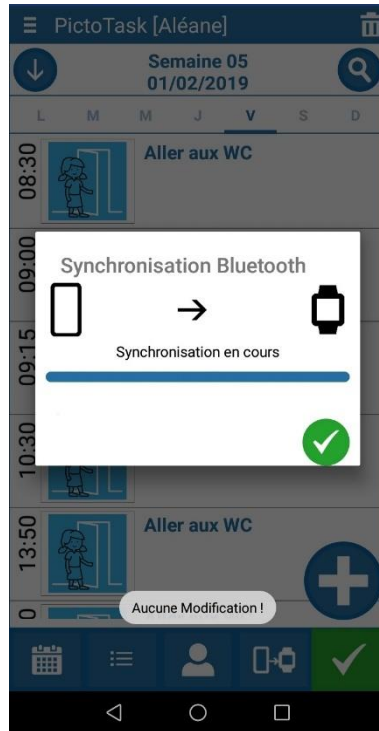 PictoTask [Aléane]
Semaine 05
01/02/2019
L M M J V S D
08:30
Aller aux WC
09:00
Synchronisation Bluetooth
Synchronisation en cours
09:15
10:30
13:50
Aller aux WC
Aucune Modification !
0